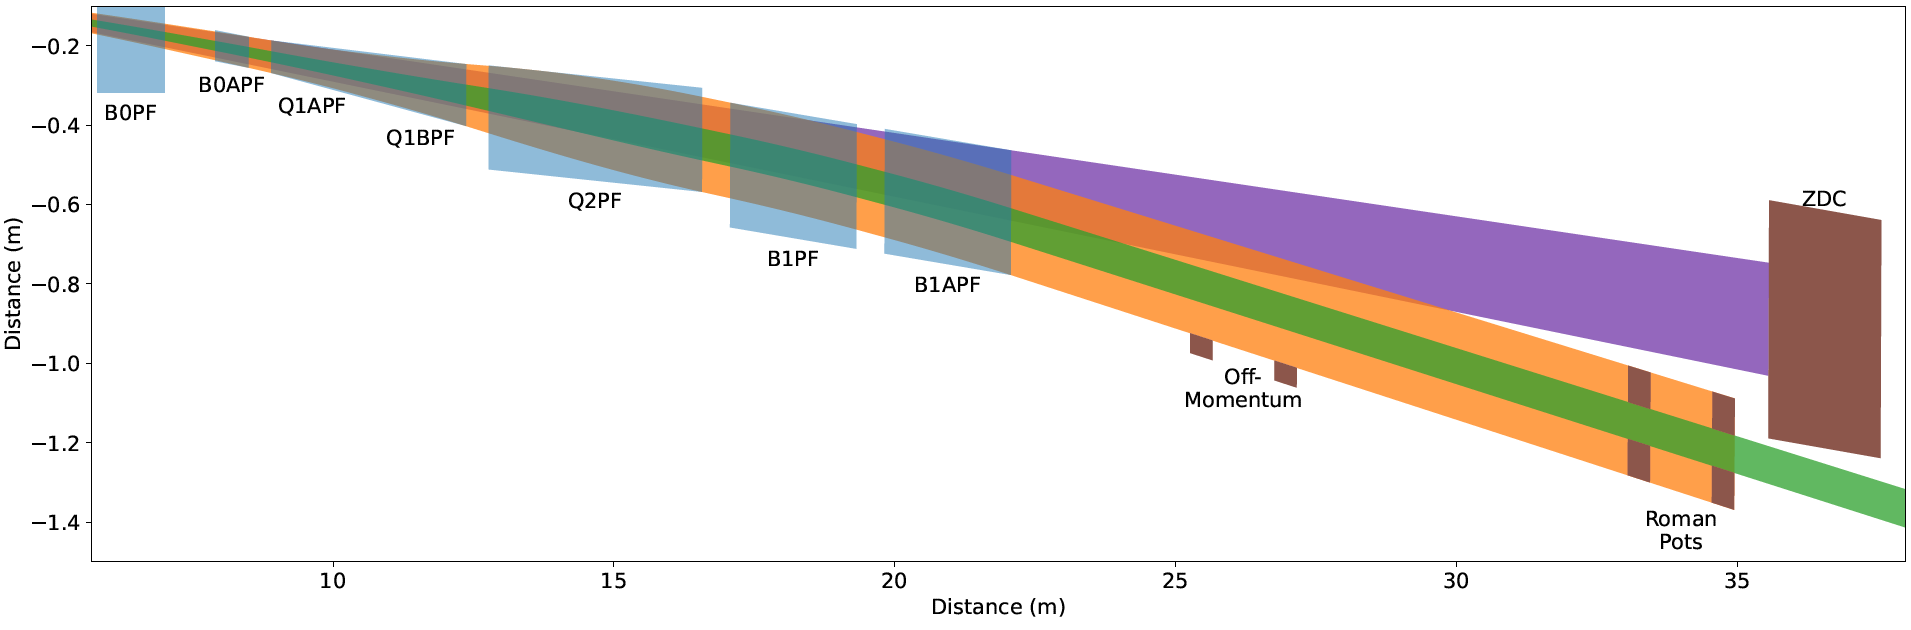 −0.2
−0.4
−0.6
−0.8
−1.0
−1.2
−1.4
Distance (m)
B0PF
B0APF
Q1APF
Q1BPF
Q2PF
B1PF
B1APF
Off-
Momentum
Roman
Pots
ZDC
10
15
20
25
30
35
Distance (m)